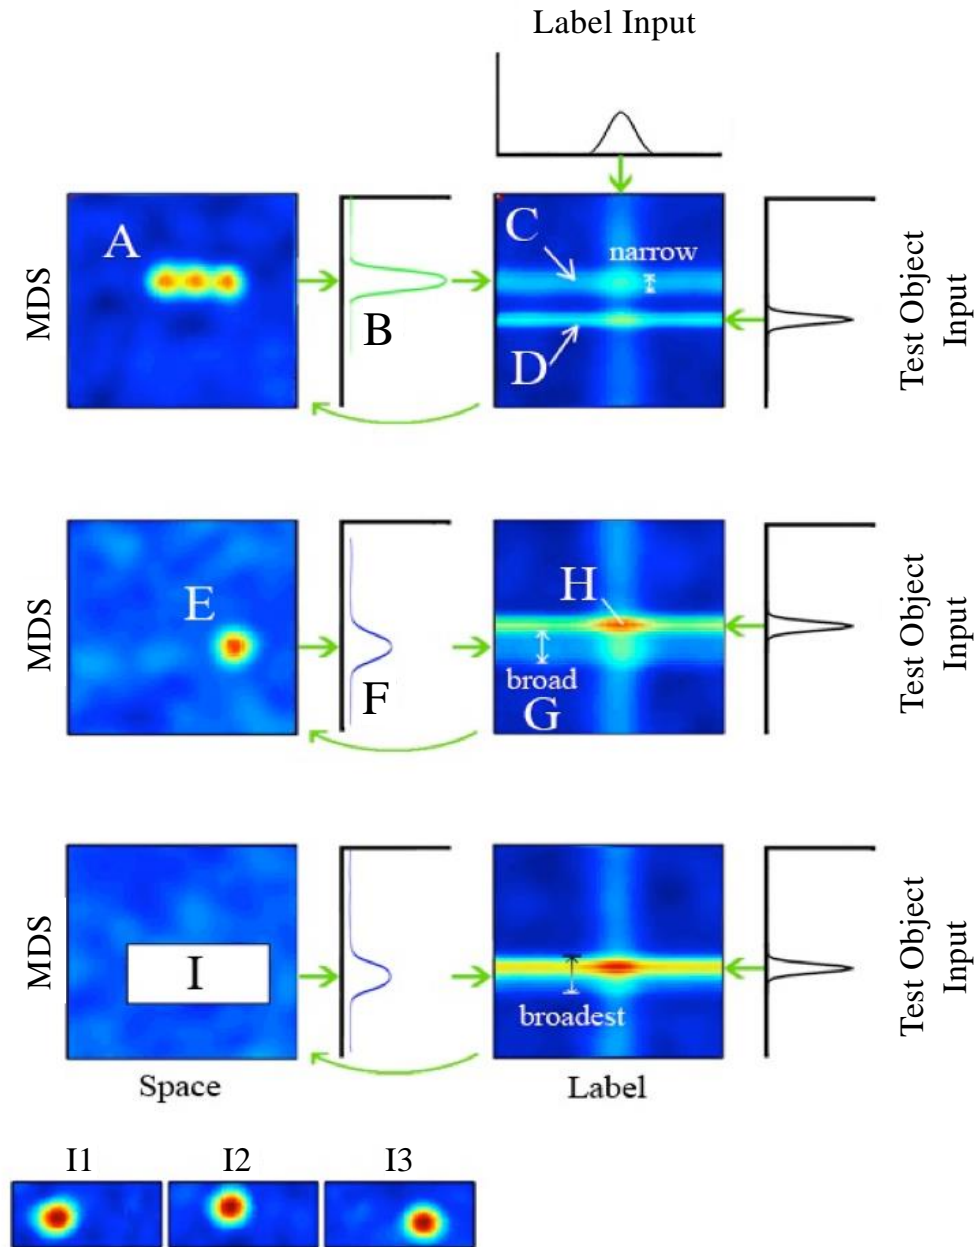 Label Input
MDS
A
B
C
narrow
D
Test Object
Input
MDS
E
F
H
broad
G
Test Object
Input
MDS
I
broadest
Test Object
Input
Space
Label
I1
I2
I3